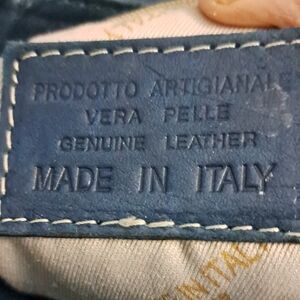 PRODOTTO ARTIGIANALE
VERA PELLE
GENUINE LEATHER
MADE IN ITALY